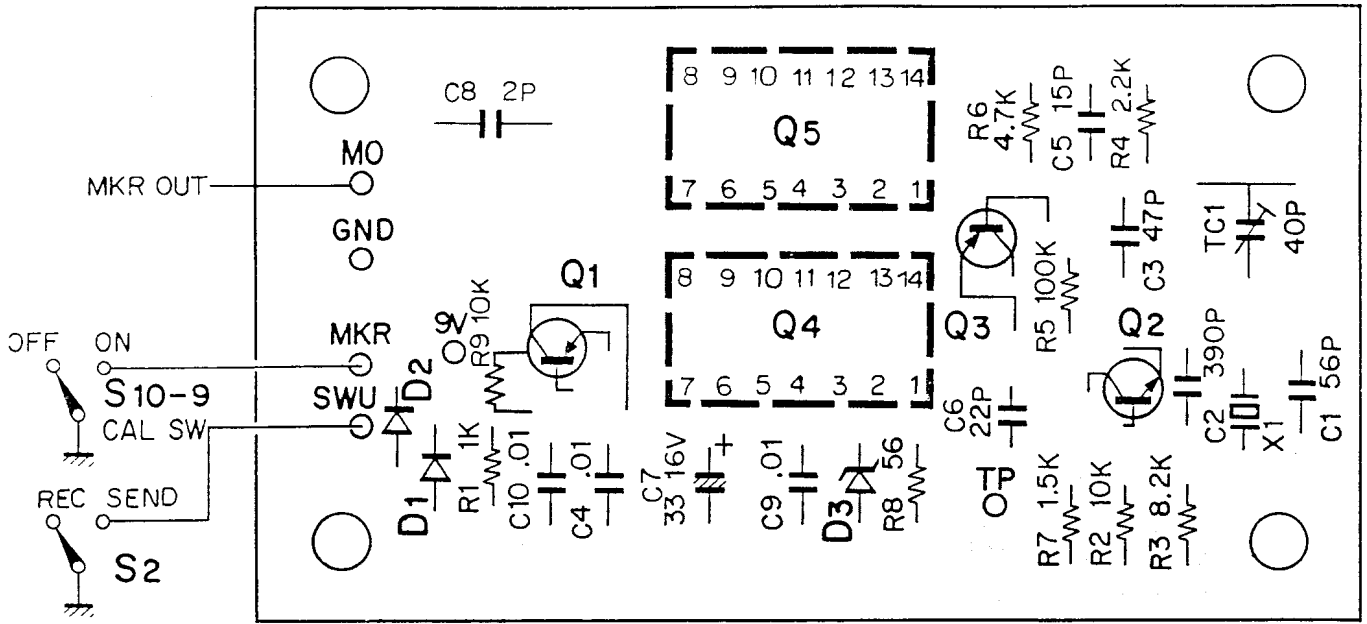 8 9 10 11 12 13 14
Q5
7 6 5 4 3 2 1
C8 2P
MO
MKR OUT
GND
R6 4.7K
C5 15P
R4 2.2K
C3 47P
TC1 40P
8 9 10 11 12 13 14
Q4
7 6 5 4 3 2 1
Q1
R9 10K
9V
Q3
R5 100K
Q2
OFF ON
MKR
S10-9
CAL SW
SWU
D2
C2 390P
X1
C1 56P
C6 22P
REC SEND
S2
D1
R1 1K
C10 .01
C4 .01
C7 33 16V
+
C9 .01
D3
R8 56
TP
R7 1.5K
R2 10K
R3 8.2K